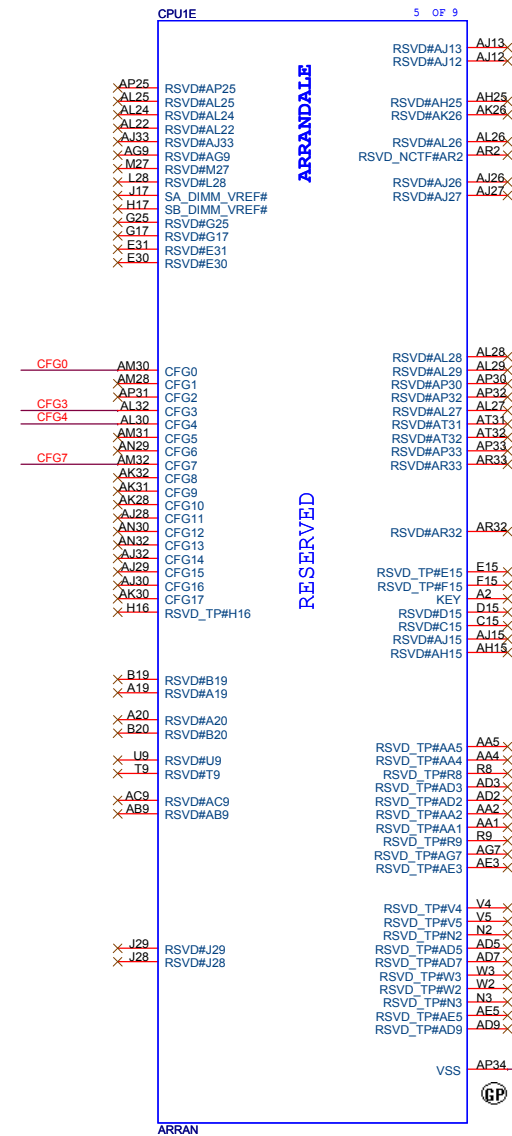 CPU1E
5 OF 9
ARRANDALE
RESERVED
AP25 RSVD#AP25
AL25 RSVD#AL25
AL24 RSVD#AL24
AL22 RSVD#AL22
AJ33 RSVD#AJ33
AG9 RSVD#AG9
M27 RSVD#M27
L28 RSVD#L28
J17 SA_DIMM_VREF#
H17 SB_DIMM_VREF#
G25 RSVD#G25
G17 RSVD#G17
E31 RSVD#E31
E30 RSVD#E30
CFG0 AM30 CFG0
AM28 CFG1
AP31 CFG2
CFG3 AL32 CFG3
CFG4 AL30 CFG4
AM31 CFG5
AN29 CFG6
CFG7 AM32 CFG7
AK32 CFG8
AK31 CFG9
AK28 CFG10
AJ28 CFG11
AN30 CFG12
AN32 CFG13
AJ32 CFG14
AJ29 CFG15
AJ30 CFG16
AK30 CFG17
H16 RSVD_TP#H16
B19 RSVD#B19
A19 RSVD#A19
A20 RSVD#A20
B20 RSVD#B20
U9 RSVD#U9
T9 RSVD#T9
AC9 RSVD#AC9
AB9 RSVD#AB9
J29 RSVD#J29
J28 RSVD#J28
RSVD#AJ13 AJ13
RSVD#AJ12 AJ12
RSVD#AH25 AH25
RSVD#AK26 AK26
RSVD#AL26 AL26
RSVD_NCTF#AR2 AR2
RSVD#AJ26 AJ26
RSVD#AJ27 AJ27
RSVD#AL28 AL28
RSVD#AL29 AL29
RSVD#AP30 AP30
RSVD#AP32 AP32
RSVD#AL27 AL27
RSVD#AT31 AT31
RSVD#AT32 AT32
RSVD#AP33 AP33
RSVD#AR33 AR33
RSVD#AR32 AR32
RSVD_TP#E15 E15
RSVD_TP#F15 F15
KEY A2
RSVD#D15 D15
RSVD#C15 C15
RSVD#AJ15 AJ15
RSVD#AH15 AH15
RSVD_TP#AA5 AA5
RSVD_TP#AA4 AA4
RSVD_TP#R8 R8
RSVD_TP#AD3 AD3
RSVD_TP#AD2 AD2
RSVD_TP#AA2 AA2
RSVD_TP#AA1 AA1
RSVD_TP#R9 R9
RSVD_TP#AG7 AG7
RSVD_TP#AE3 AE3
RSVD_TP#V4 V4
RSVD_TP#V5 V5
RSVD_TP#N2 N2
RSVD_TP#AD5 AD5
RSVD_TP#AD7 AD7
RSVD_TP#W3 W3
RSVD_TP#W2 W2
RSVD_TP#N3 N3
RSVD_TP#AE5 AE5
RSVD_TP#AD9 AD9
VSS AP34
GP
ARRAN